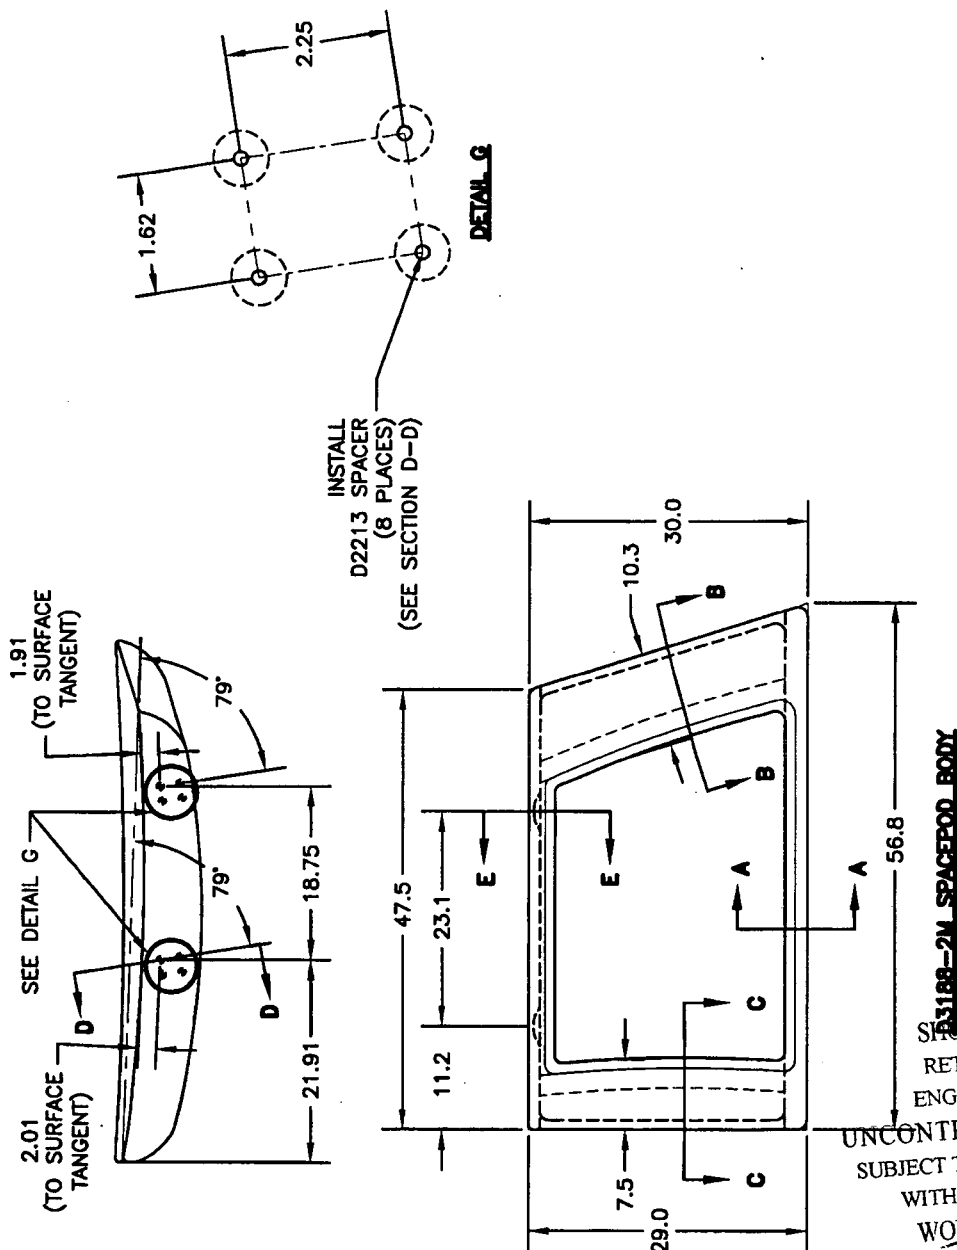 2.25
1.62
DETAIL G
INSTALL
D2213 SPACER
(8 PLACES)
(SEE SECTION D-D)
1.91
(TO SURFACE
TANGENT)
79°
SEE DETAIL G
79°
18.75
D
D
2.01
(TO SURFACE
TANGENT)
21.91
30.0
10.3
B
B
47.5
E
E
23.1
A
A
56.8
11.2
C
C
7.5
29.0
D3188-2M SPACEPOD BODY
SUBJECT
WITH